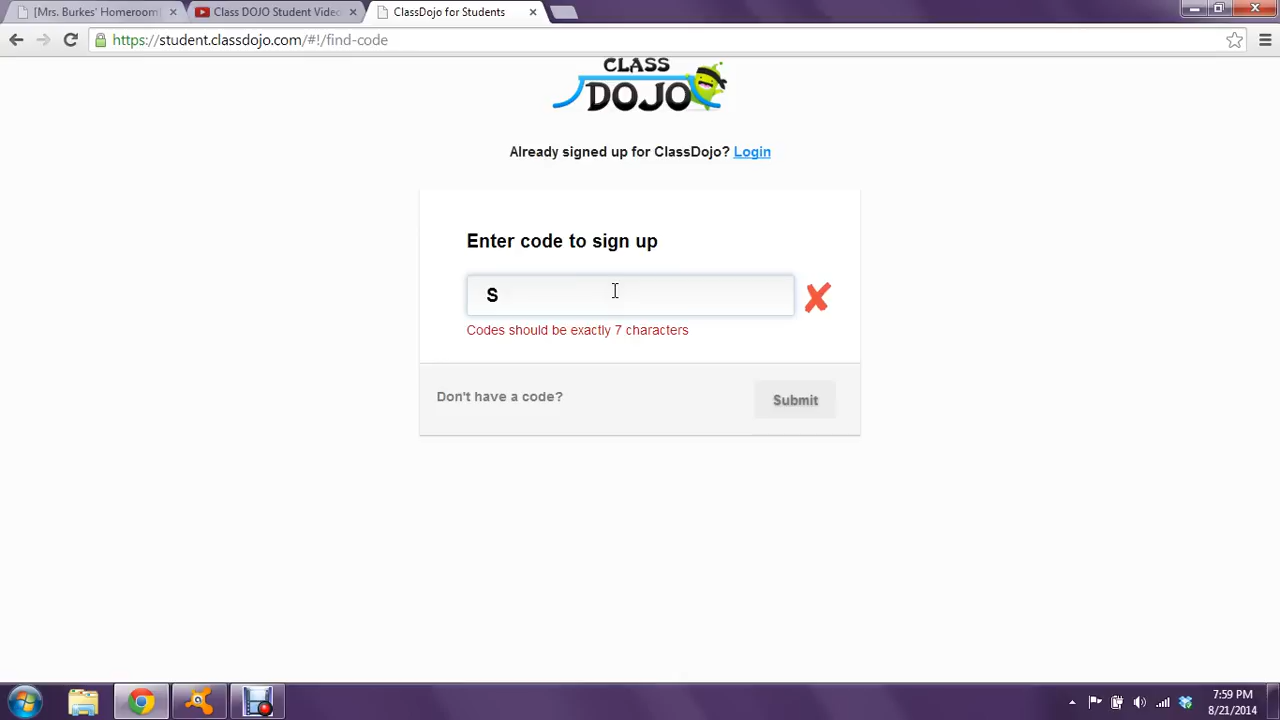 [Mrs. Burkes' Homeroom
Class DOJO Student Video
ClassDojo for Students
https://student.classdojo.com/#!/find-code
CLASS
DOJO
Already signed up for ClassDojo? Login
Enter code to sign up
S
Codes should be exactly 7 characters
Don't have a code?
Submit
7:59 PM
8/21/2014